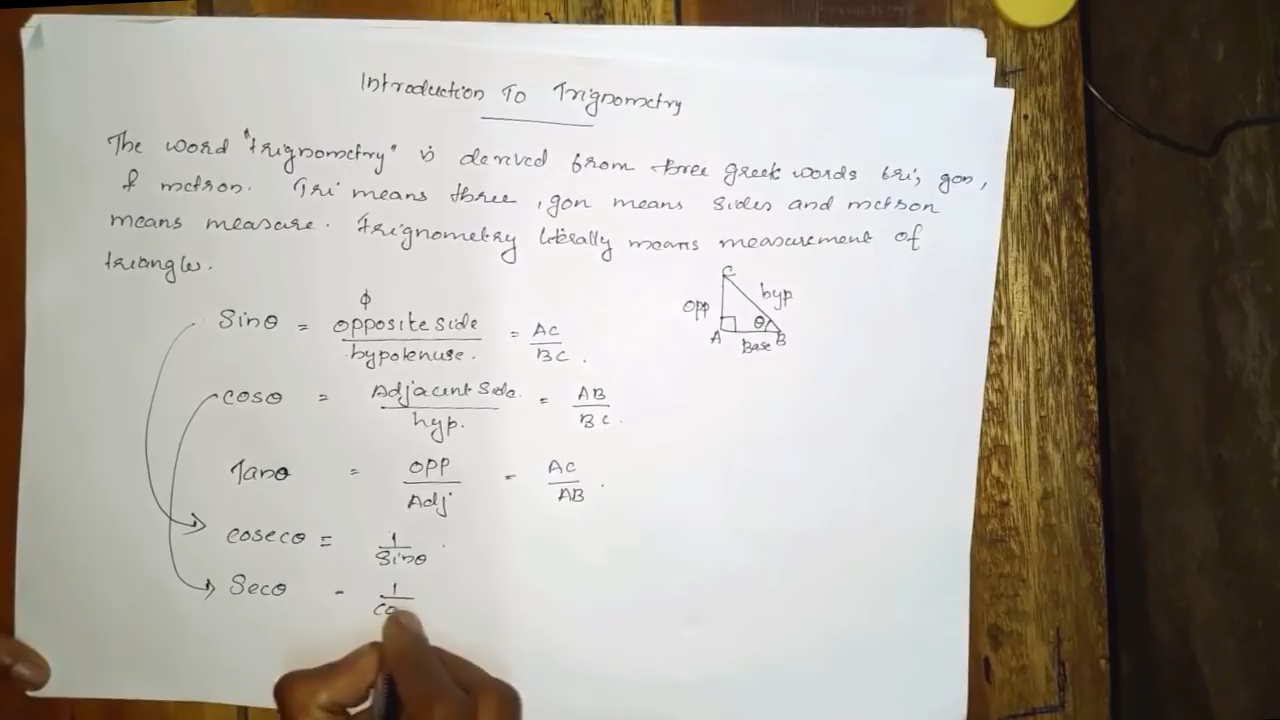 Introduction To Trignometry
The word "trignometry" is derived from three greek words tri, gon,
& metron. Tri means three, gon means sides and metron
means measure. Trignometry literally means measurement of
triangles.
C
opp hyp
θ
A Base B
ϕ
Sinθ = opposite side / hypotenuse. = AC / BC.
cosθ = Adjacent side. / hyp. = AB / BC.
Tanθ = opp / Adj = AC / AB.
cosecθ = 1 / Sinθ.
Secθ = 1 / co